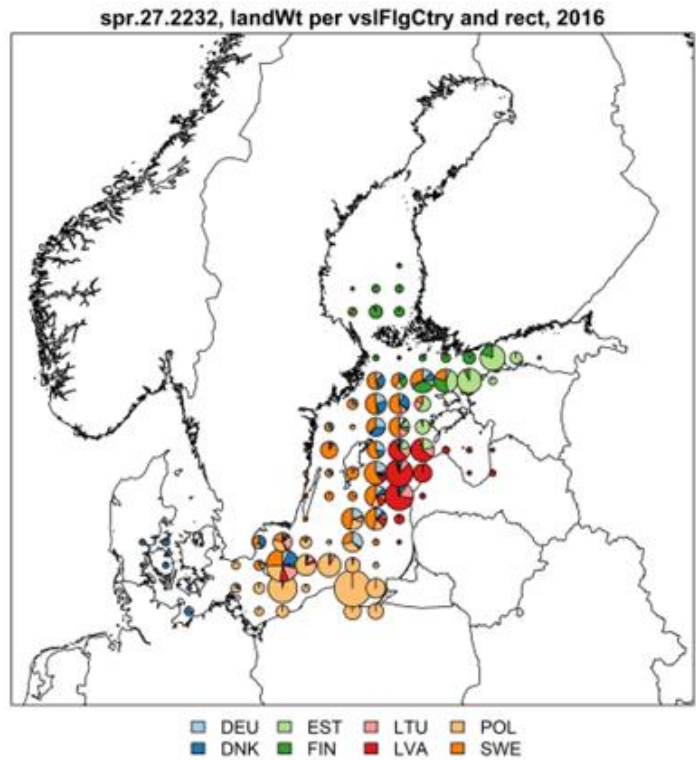 spr.27.2232, landWt per vslFlgCtry and rect, 2016
DEU EST LTU POL
DNK FIN LVA SWE